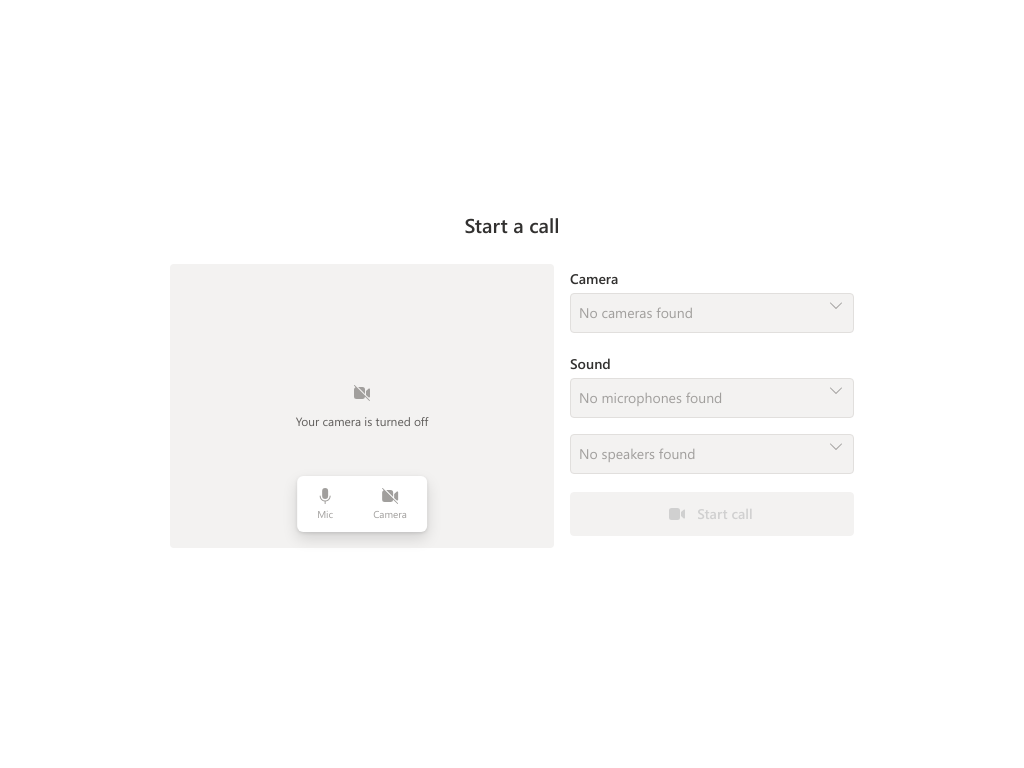 Start a call
Your camera is turned off
Mic
Camera
Camera
No cameras found
Sound
No microphones found
No speakers found
Start call